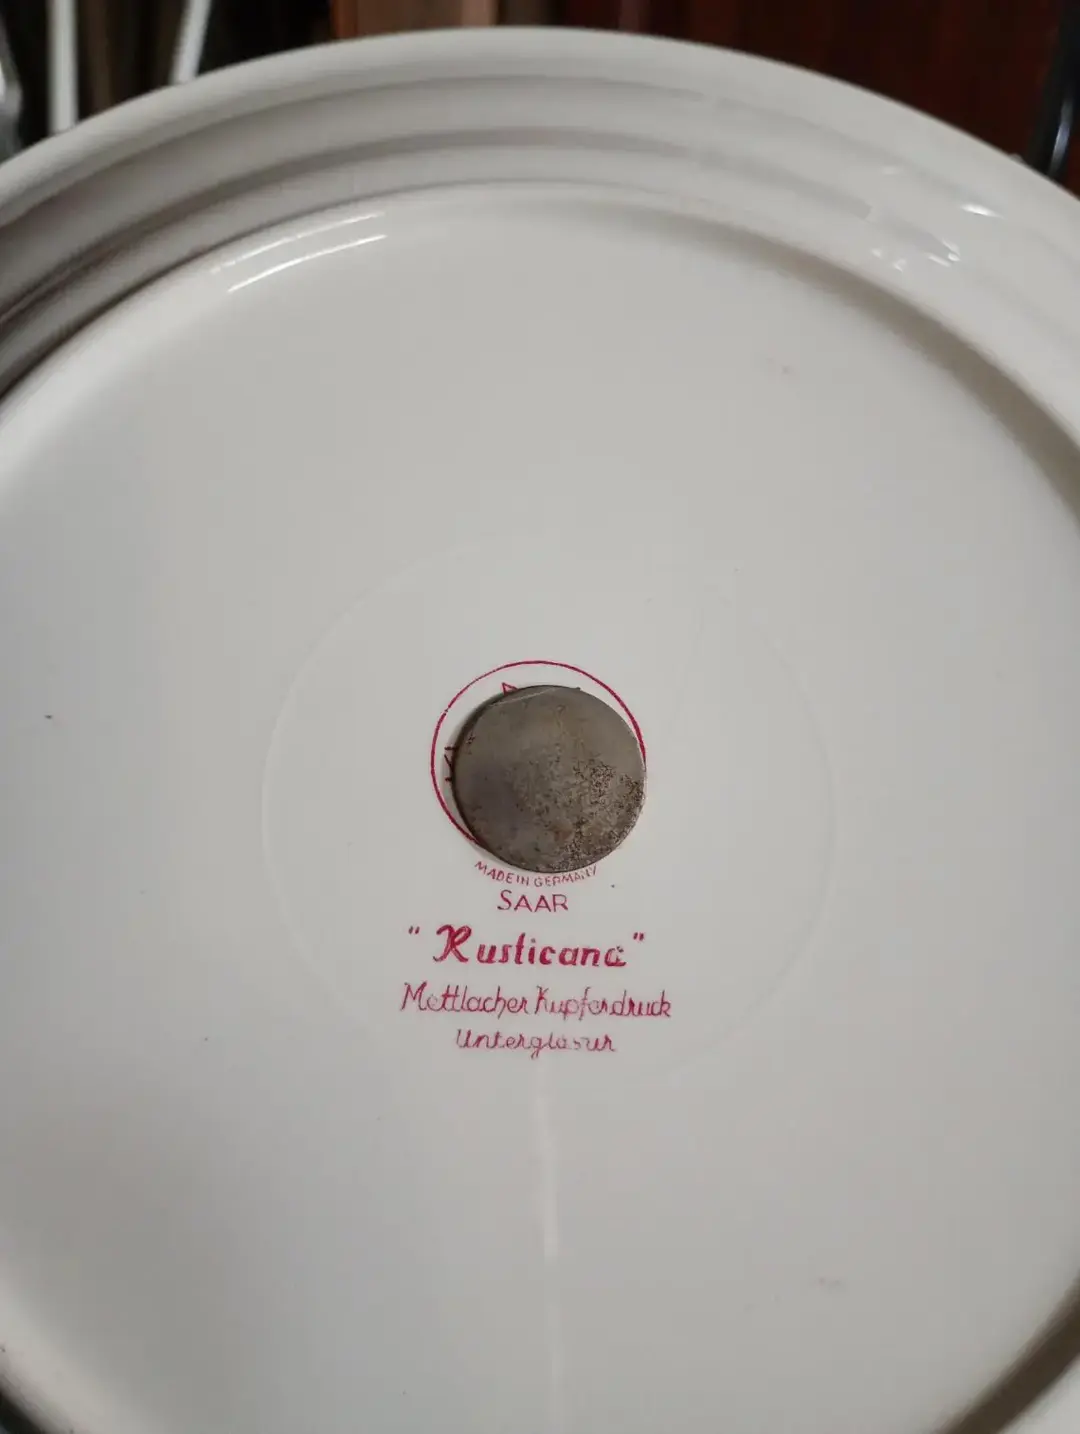 MADE IN GERMANY
SAAR
"Rusticana"
Mettlacher Kupferdruck
Unterglasur